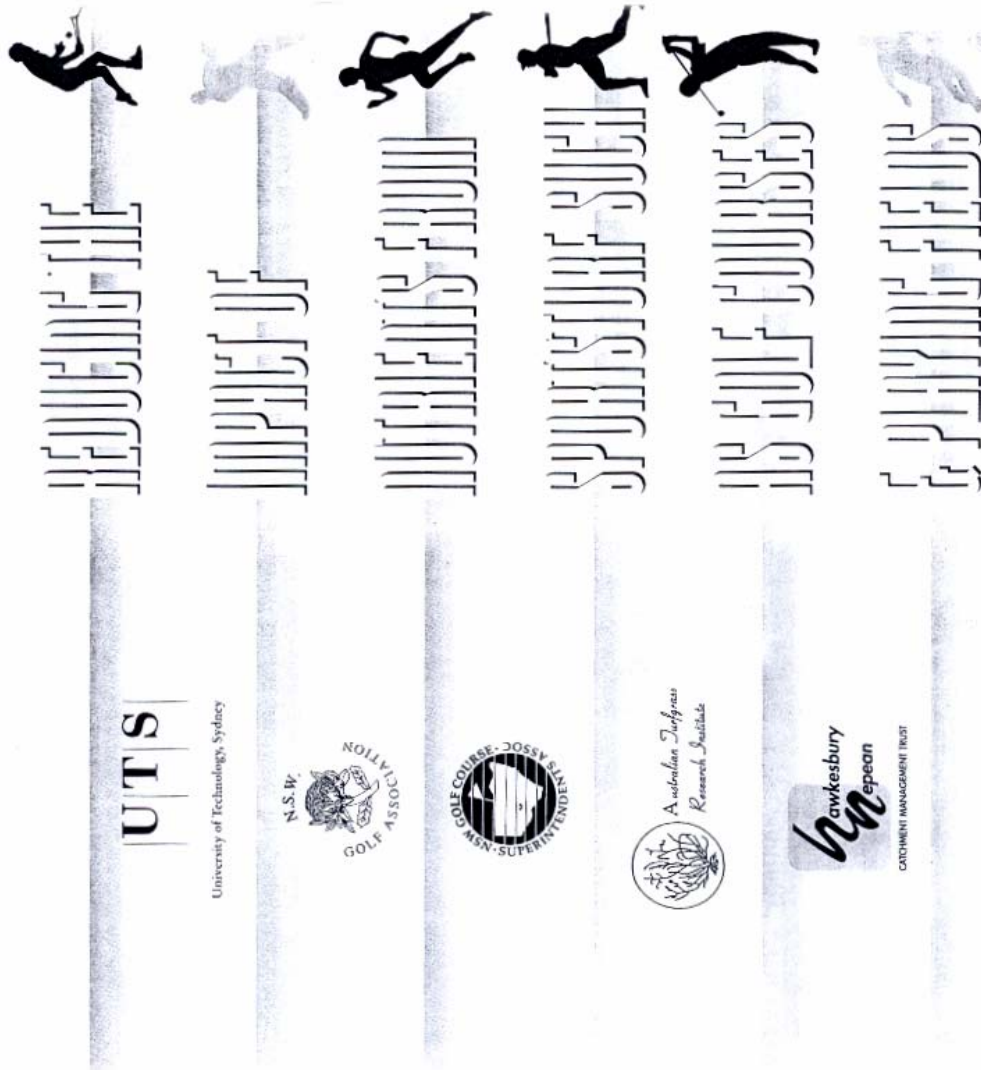 REDUCING THE
IMPACT OF
NUTRIENTS FROM
SPORTSTURF SUCH
AS GOLF COURSES
& PLAYING FIELDS
U T S
University of Technology, Sydney
N.S.W.
GOLF ASSOCIATION
NSW GOLF COURSE
SUPERINTENDENTS ASSOC
Australian Turfgrass
Research Institute
hawkesbury
nepean
CATCHMENT MANAGEMENT TRUST